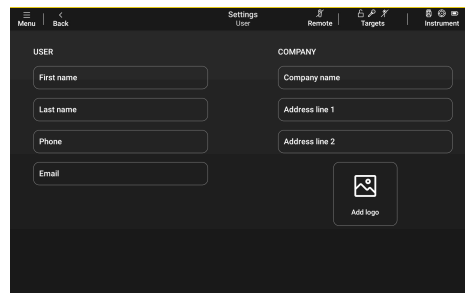 Menu
Back
Settings
User
Remote
Targets
Instrument
USER
First name
Last name
Phone
Email
COMPANY
Company name
Address line 1
Address line 2
Add logo